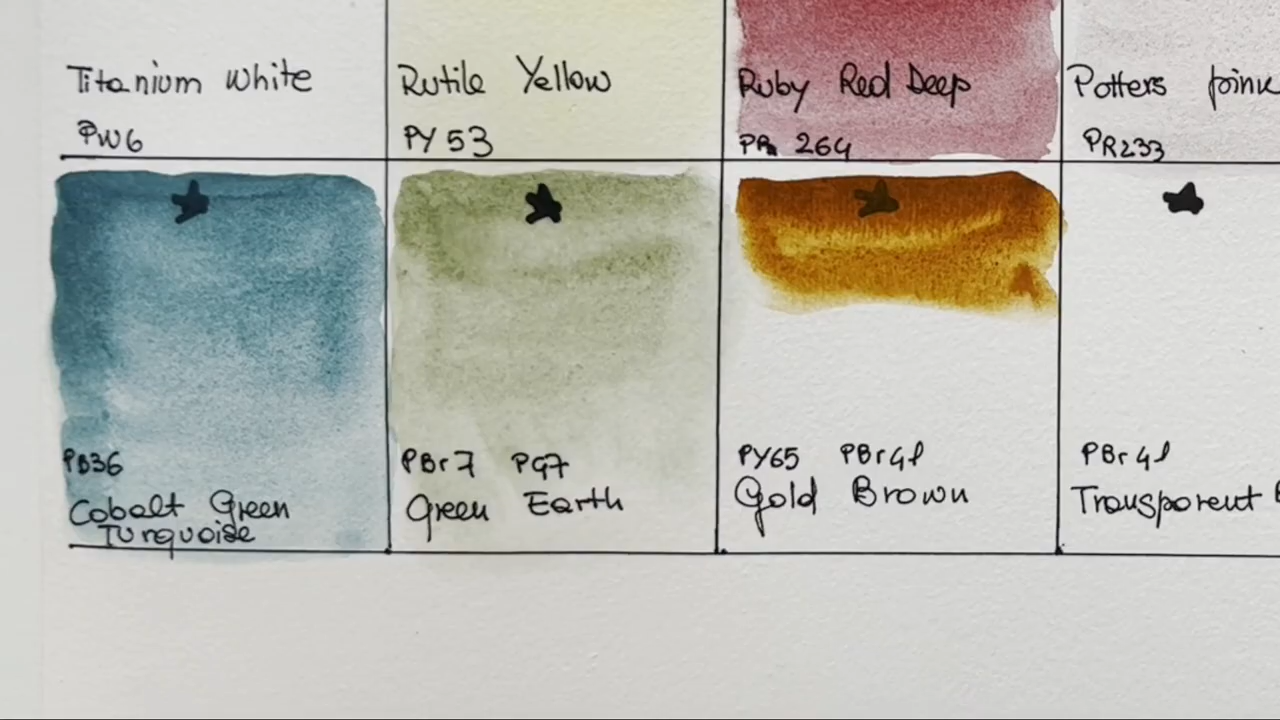 Titanium White
PW6
Rutile Yellow
PY 53
Ruby Red Deep
PR 264
Potters pink
PR233
PB36
Cobalt Green
Turquoise
PBr7 PG7
Green Earth
PY65 PBr41
Gold Brown
PBr41
Transparent